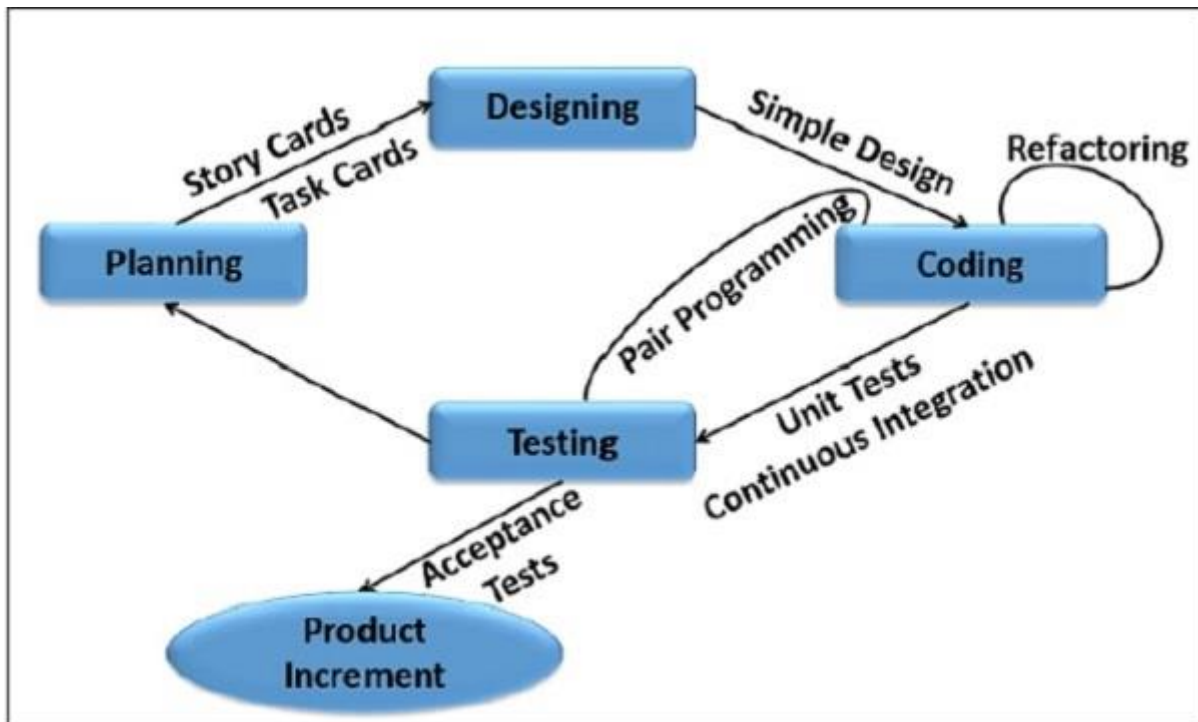 Designing
Story Cards
Task Cards
Simple Design
Refactoring
Planning
Coding
Pair Programming
Testing
Unit Tests
Continuous Integration
Acceptance
Tests
Product
Increment